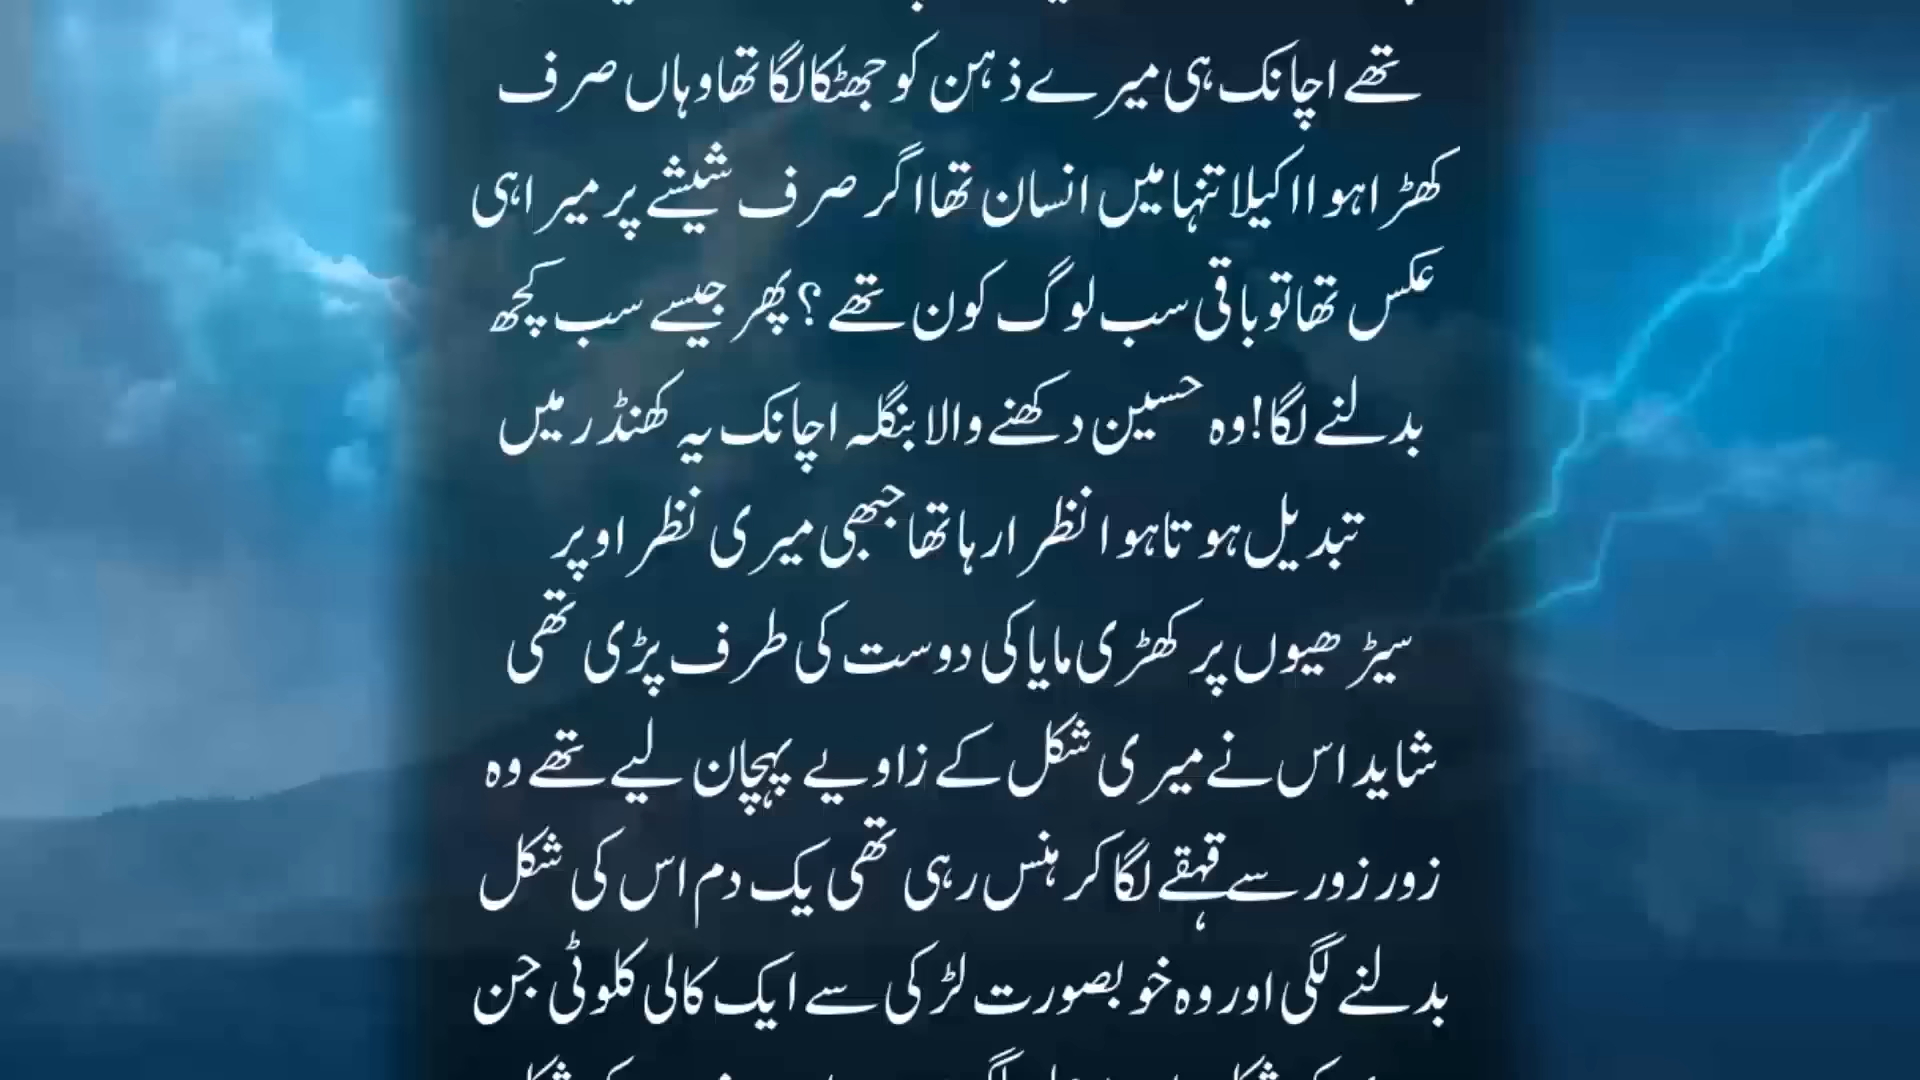 تھے اچانک ہی میرے ذہن کو جھٹکا لگا تھا وہاں صرف
کھڑا ہوا اکیلا تنہا میں انسان تھا اگر صرف شیشے پر میرا ہی
عکس تھا تو باقی سب لوگ کون تھے؟ پھر جیسے سب کچھ
بدلنے لگا! وہ حسین دکھنے والا بنگلہ اچانک یہ کھنڈر میں
تبدیل ہوتا ہوا نظر ارہا تھا جبھی میری نظر اوپر
سیڑھیوں پر کھڑی مایا کی دوست کی طرف پڑی تھی
شاید اس نے میری شکل کے زاویے پہچان لیے تھے وہ
زور زور سے قہقے لگا کر ہنس رہی تھی یک دم اس کی شکل
بدلنے لگی اور وہ خوبصورت لڑکی سے ایک کالی کلوٹی جن